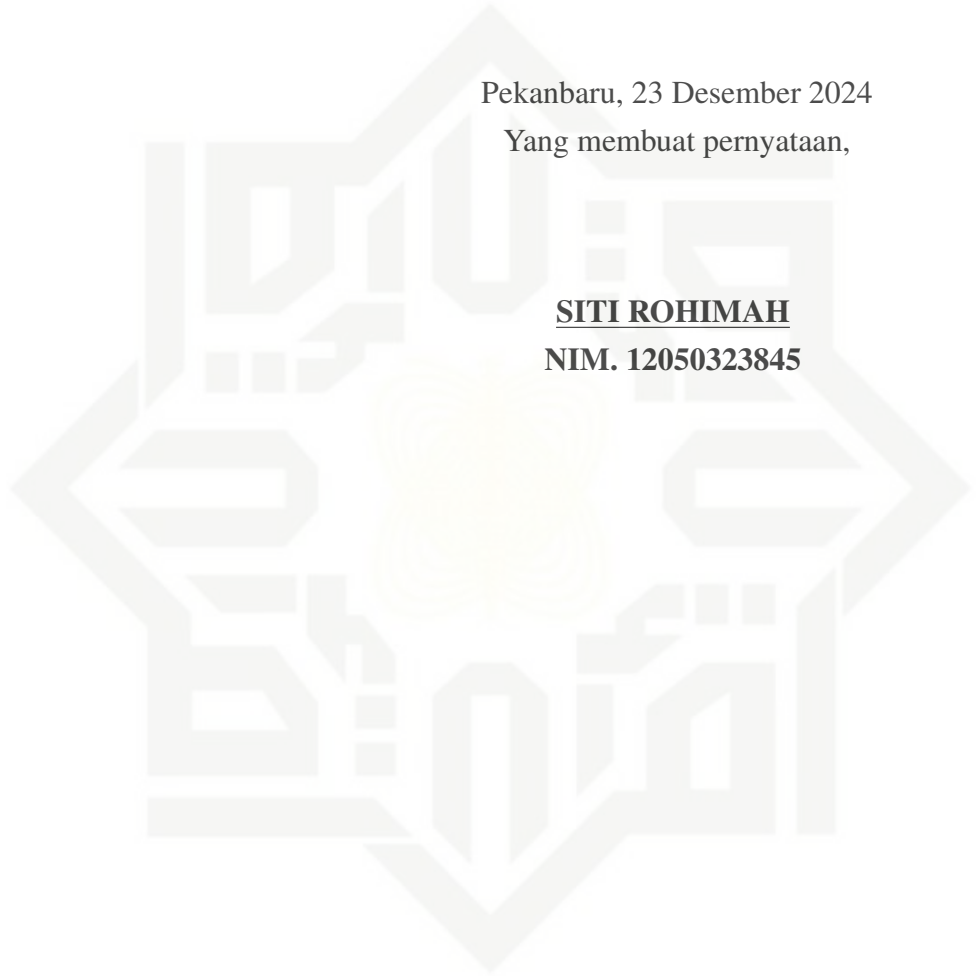 Pekanbaru, 23 Desember 2024
Yang membuat pernyataan,
SITI ROHIMAH
NIM. 12050323845